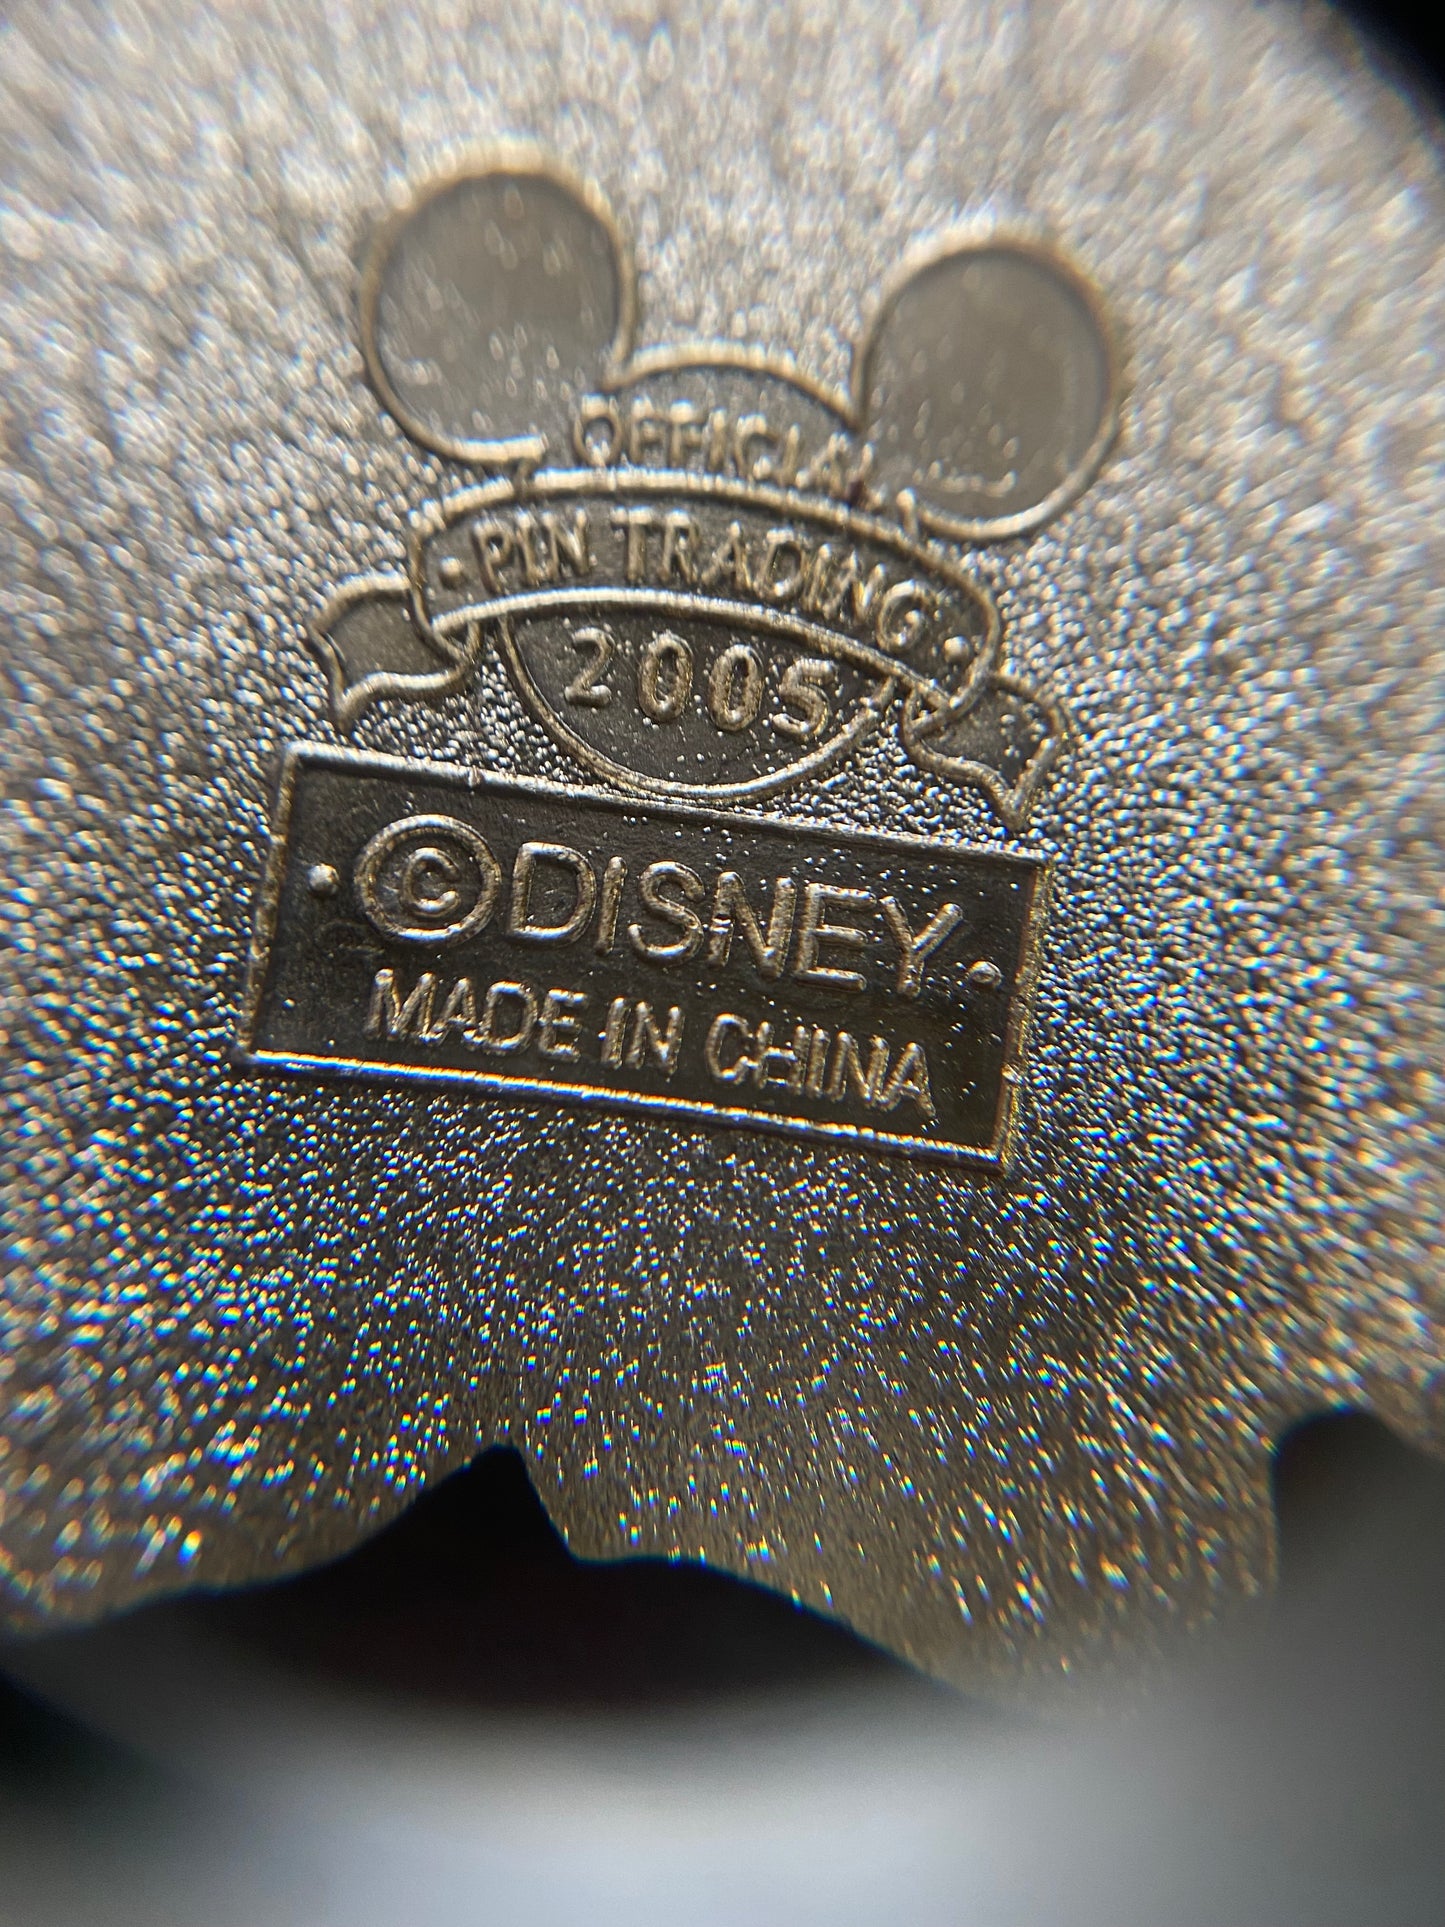 OFFICIAL
· PIN TRADING ·
2005
· ©DISNEY ·
MADE IN CHINA